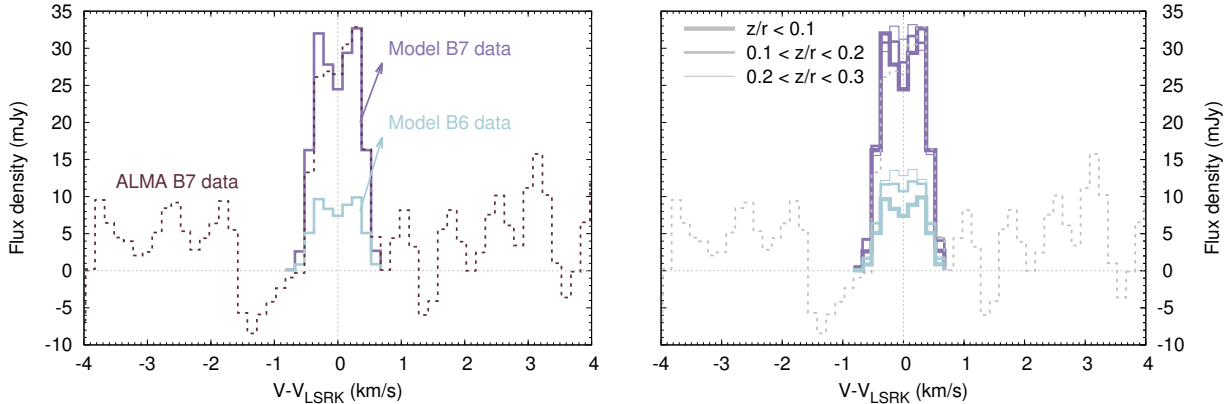 35
30
25
20
15
10
5
0
-5
-10
Flux density (mJy)
Model B7 data
Model B6 data
ALMA B7 data
-4 -3 -2 -1 0 1 2 3 4
V-V_LSRK (km/s)
z/r < 0.1
0.1 < z/r < 0.2
0.2 < z/r < 0.3
35
30
25
20
15
10
5
0
-5
-10
Flux density (mJy)
-4 -3 -2 -1 0 1 2 3 4
V-V_LSRK (km/s)